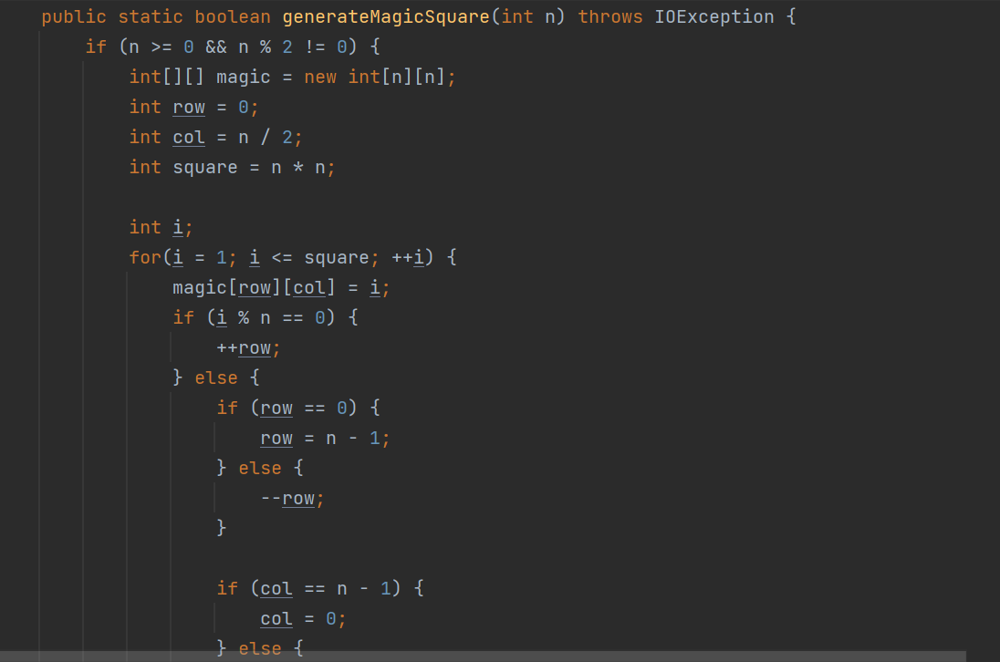 public static boolean generateMagicSquare(int n) throws IOException {
if (n >= 0 && n % 2 != 0) {
int[][] magic = new int[n][n];
int row = 0;
int col = n / 2;
int square = n * n;
int i;
for(i = 1; i <= square; ++i) {
magic[row][col] = i;
if (i % n == 0) {
++row;
} else {
if (row == 0) {
row = n - 1;
} else {
--row;
}
if (col == n - 1) {
col = 0;
} else {